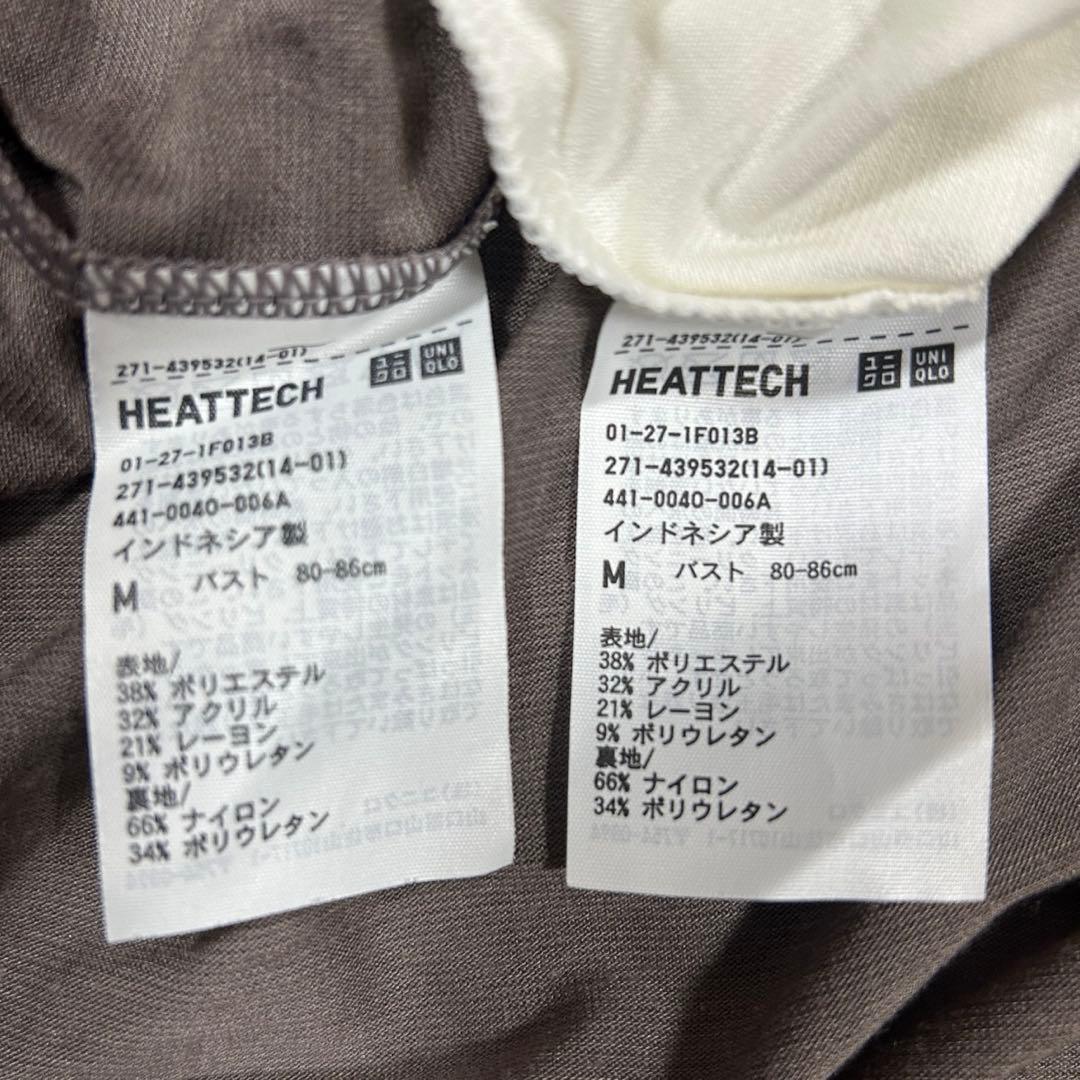 271-439532(14-01)
ユニクロ
UNIQLO
HEATTECH
01-27-1F013B
271-439532(14-01)
441-0040-006A
インドネシア製
M バスト 80-86cm
表地/
38% ポリエステル
32% アクリル
21% レーヨン
9% ポリウレタン
裏地/
66% ナイロン
34% ポリウレタン
271-439532(14-01)
ユニクロ
UNIQLO
HEATTECH
01-27-1F013B
271-439532(14-01)
441-0040-006A
インドネシア製
M バスト 80-86cm
表地/
38% ポリエステル
32% アクリル
21% レーヨン
9% ポリウレタン
裏地/
66% ナイロン
34% ポリウレタン